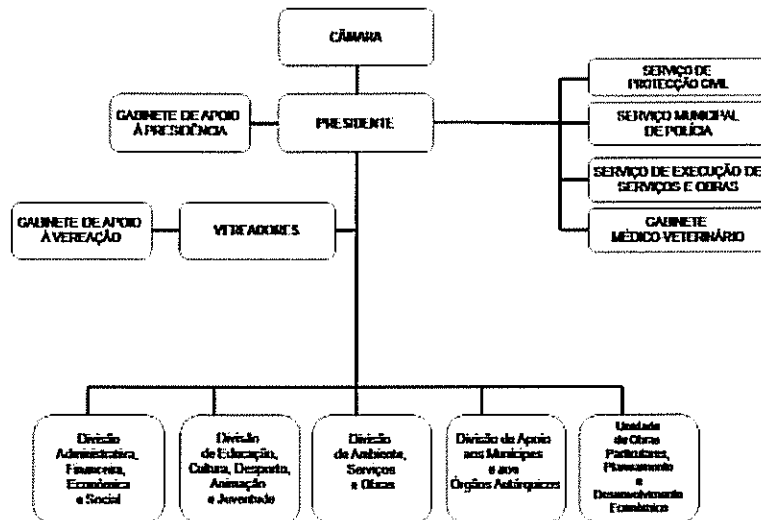 CÂMARA
GABINETE DE APOIO
À PRESIDÊNCIA
PRESIDENTE
SERVIÇO DE
PROTECÇÃO CIVIL
SERVIÇO MUNICIPAL
DE POLÍCIA
SERVIÇO DE EXECUÇÃO DE
SERVIÇOS E OBRAS
GABINETE
MÉDICO-VETERINÁRIO
GABINETE DE APOIO
À VEREAÇÃO
VEREADORES
Divisão
Administrativa,
Financeira,
Económica
e Social
Divisão
de Educação,
Cultura, Desporto,
Animação
e Juventude
Divisão
de Ambiente,
Serviços
e Obras
Divisão de Apoio
aos Munícipes
e aos
Órgãos Autárquicos
Unidade
de Obras
Particulares,
Planeamento
e
Desenvolvimento
Económico